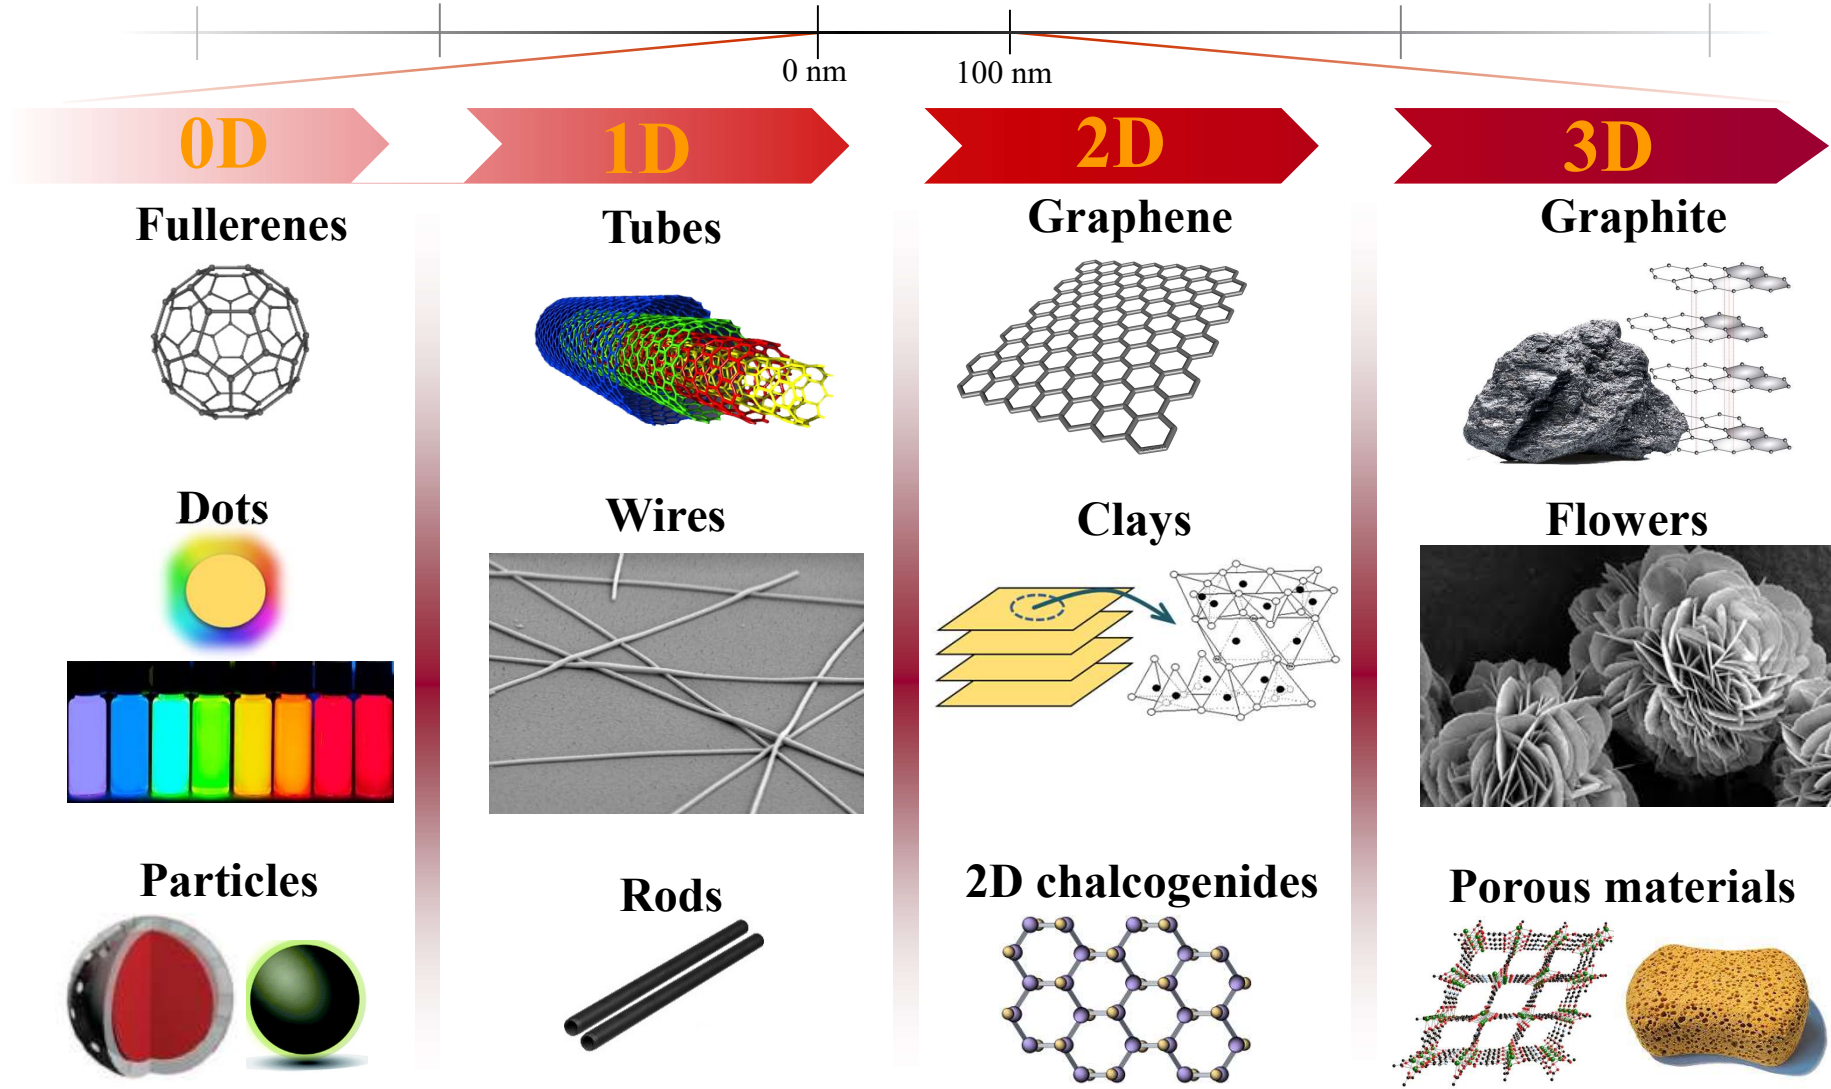 0 nm
100 nm
0D
1D
2D
3D
Fullerenes
Tubes
Graphene
Graphite
Dots
Wires
Clays
Flowers
Particles
Rods
2D chalcogenides
Porous materials